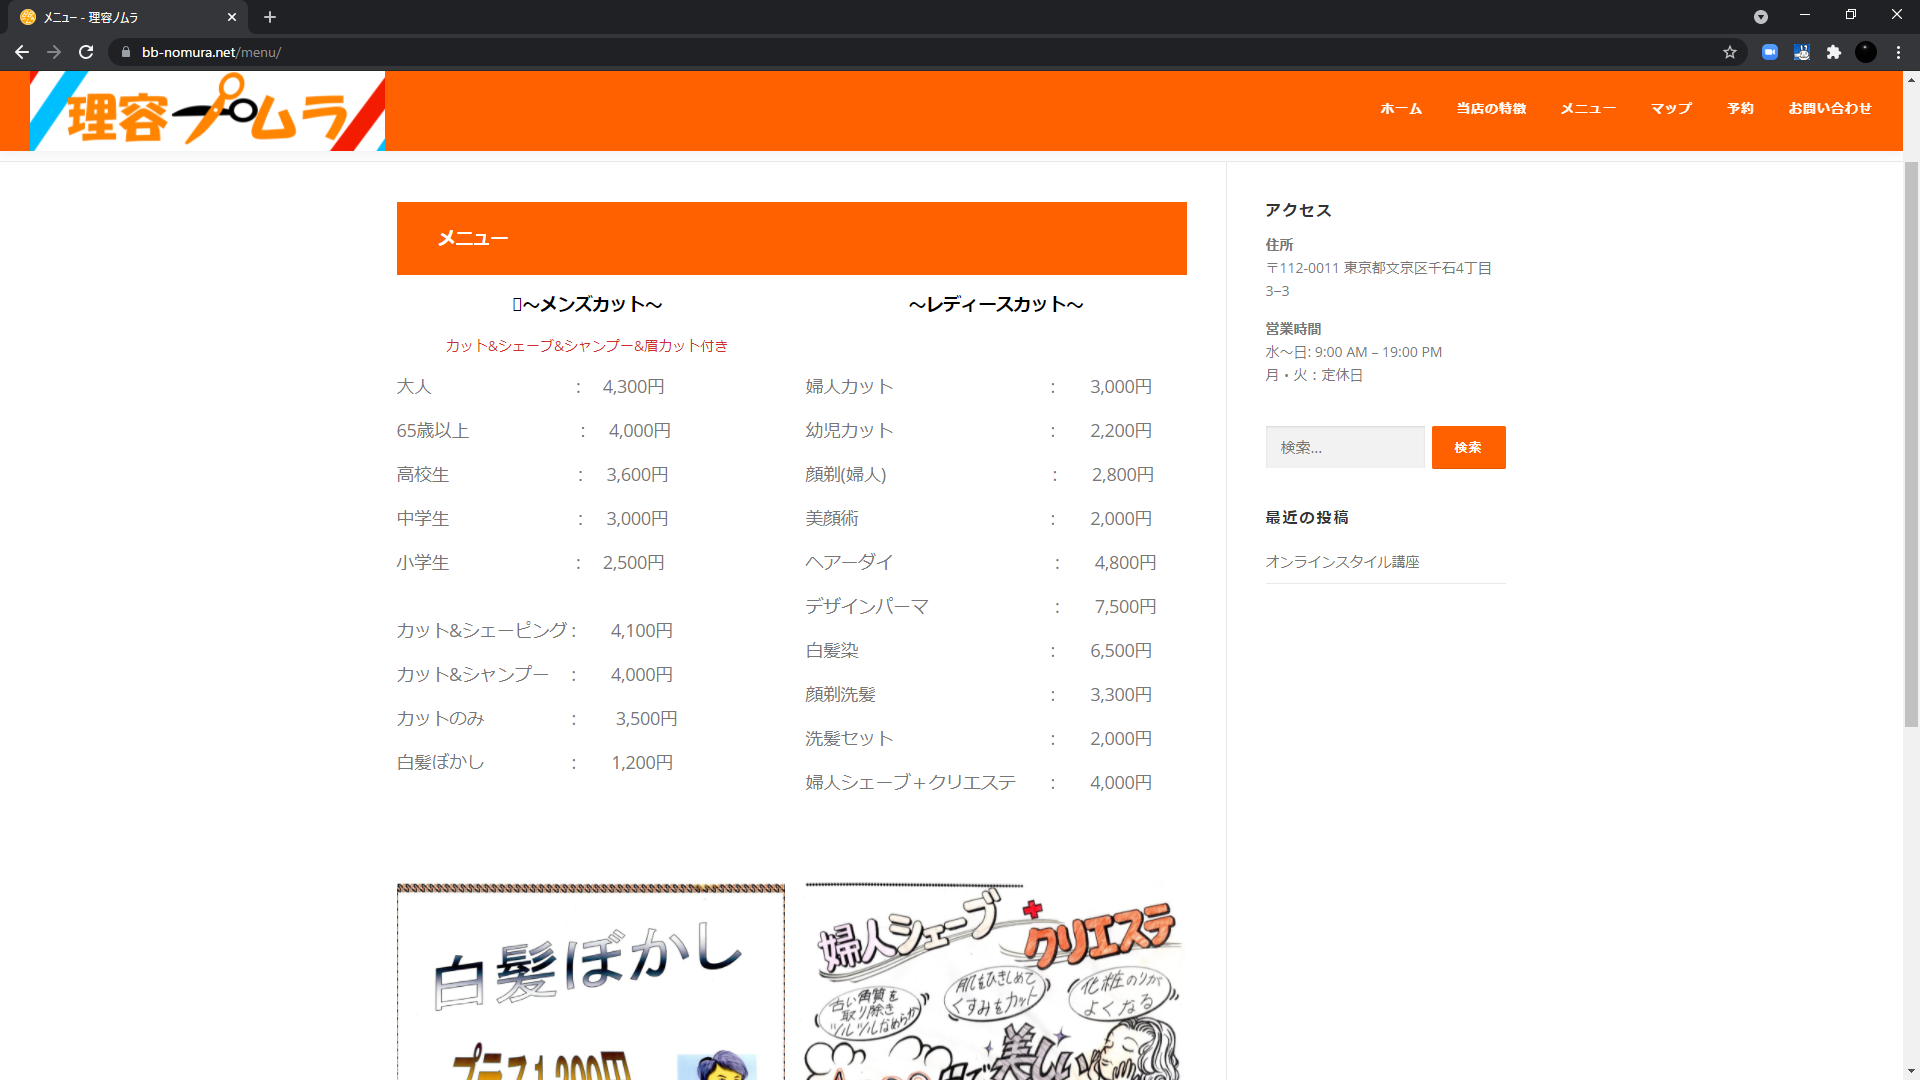 メニュー - 理容ノムラ
bb-nomura.net/menu/
理容ノムラ
ホーム
当店の特徴
メニュー
マップ
予約
お問い合わせ
メニュー
～メンズカット～
カット&シェーブ&シャンプー&眉カット付き
大人 : 4,300円
65歳以上 : 4,000円
高校生 : 3,600円
中学生 : 3,000円
小学生 : 2,500円
カット&シェーピング : 4,100円
カット&シャンプー : 4,000円
カットのみ : 3,500円
白髪ぼかし : 1,200円
～レディースカット～
婦人カット : 3,000円
幼児カット : 2,200円
顔剃(婦人) : 2,800円
美顔術 : 2,000円
ヘアーダイ : 4,800円
デザインパーマ : 7,500円
白髪染 : 6,500円
顔剃洗髪 : 3,300円
洗髪セット : 2,000円
婦人シェーブ＋クリエステ : 4,000円
白髪ぼかし
プラス1,200円
婦人シェーブ
+
クリエステ
古い角質を
取り除き
ツルツルなめらか
肌をひきしめて
くすみをカット
化粧のりが
よくなる
美しい
アクセス
住所
〒112-0011 東京都文京区千石4丁目
3−3
営業時間
水～日: 9:00 AM – 19:00 PM
月・火：定休日
検索...
検索
最近の投稿
オンラインスタイル講座